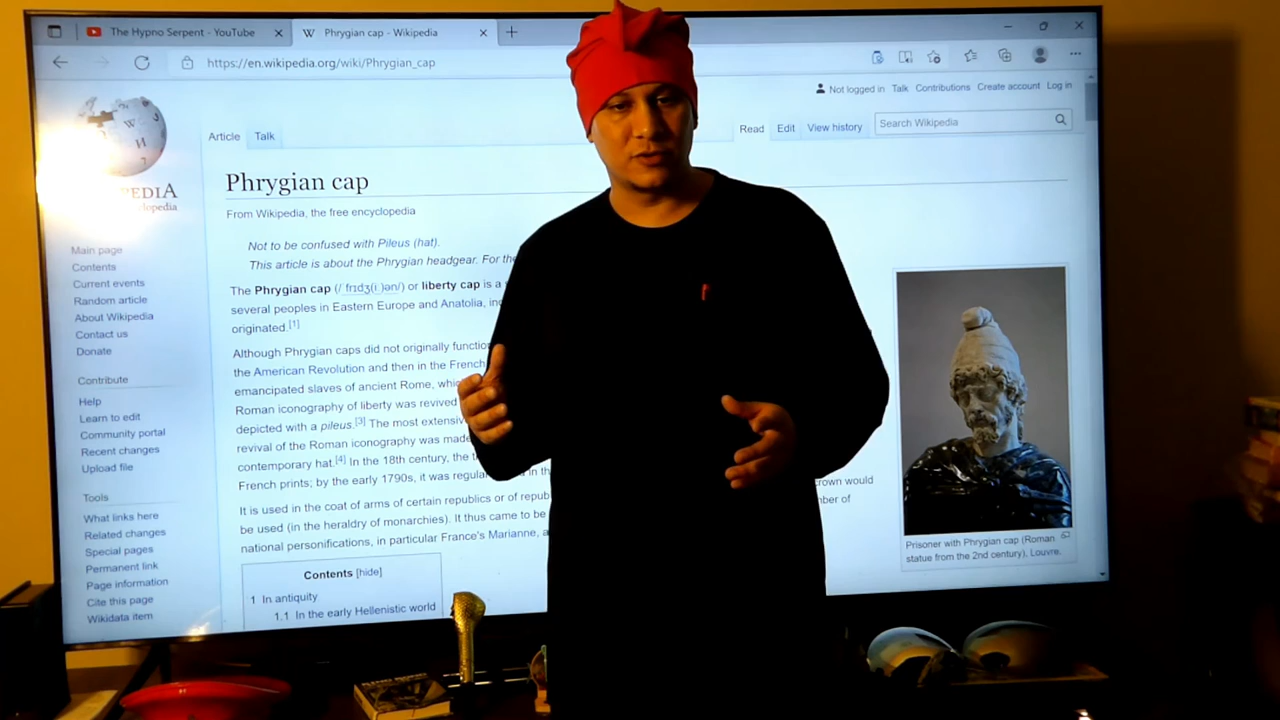 The Hypno Serpent - YouTube
Phrygian cap - Wikipedia
https://en.wikipedia.org/wiki/Phrygian_cap
Not logged in Talk Contributions Create account Log in
Article Talk
Read Edit View history
Search Wikipedia
PEDIA
lopedia
Phrygian cap
From Wikipedia, the free encyclopedia
Not to be confused with Pileus (hat).
This article is about the Phrygian headgear. For the
The Phrygian cap (/ˈfrɪdʒ(iː)ən/) or liberty cap is a
several peoples in Eastern Europe and Anatolia,
originated.[1]
Although Phrygian caps did not originally
the American Revolution and then in the French
emancipated slaves of ancient Rome,
Roman iconography of liberty was revived
depicted with a pileus.[3] The most
revival of the Roman iconography was made
contemporary hat.[4] In the 18th century, the
French prints; by the early 1790s, it was in the
crown would
It is used in the coat of arms of certain republics or of
be used (in the heraldry of monarchies). It thus came to be
national personifications, in particular France's Marianne,
Main page
Contents
Current events
Random article
About Wikipedia
Contact us
Donate
Contribute
Help
Learn to edit
Community portal
Recent changes
Upload file
Tools
What links here
Related changes
Special pages
Permanent link
Page information
Cite this page
Wikidata item
Contents [hide]
1 In antiquity
1.1 In the early Hellenistic world
Prisoner with Phrygian cap (Roman
statue from the 2nd century), Louvre.